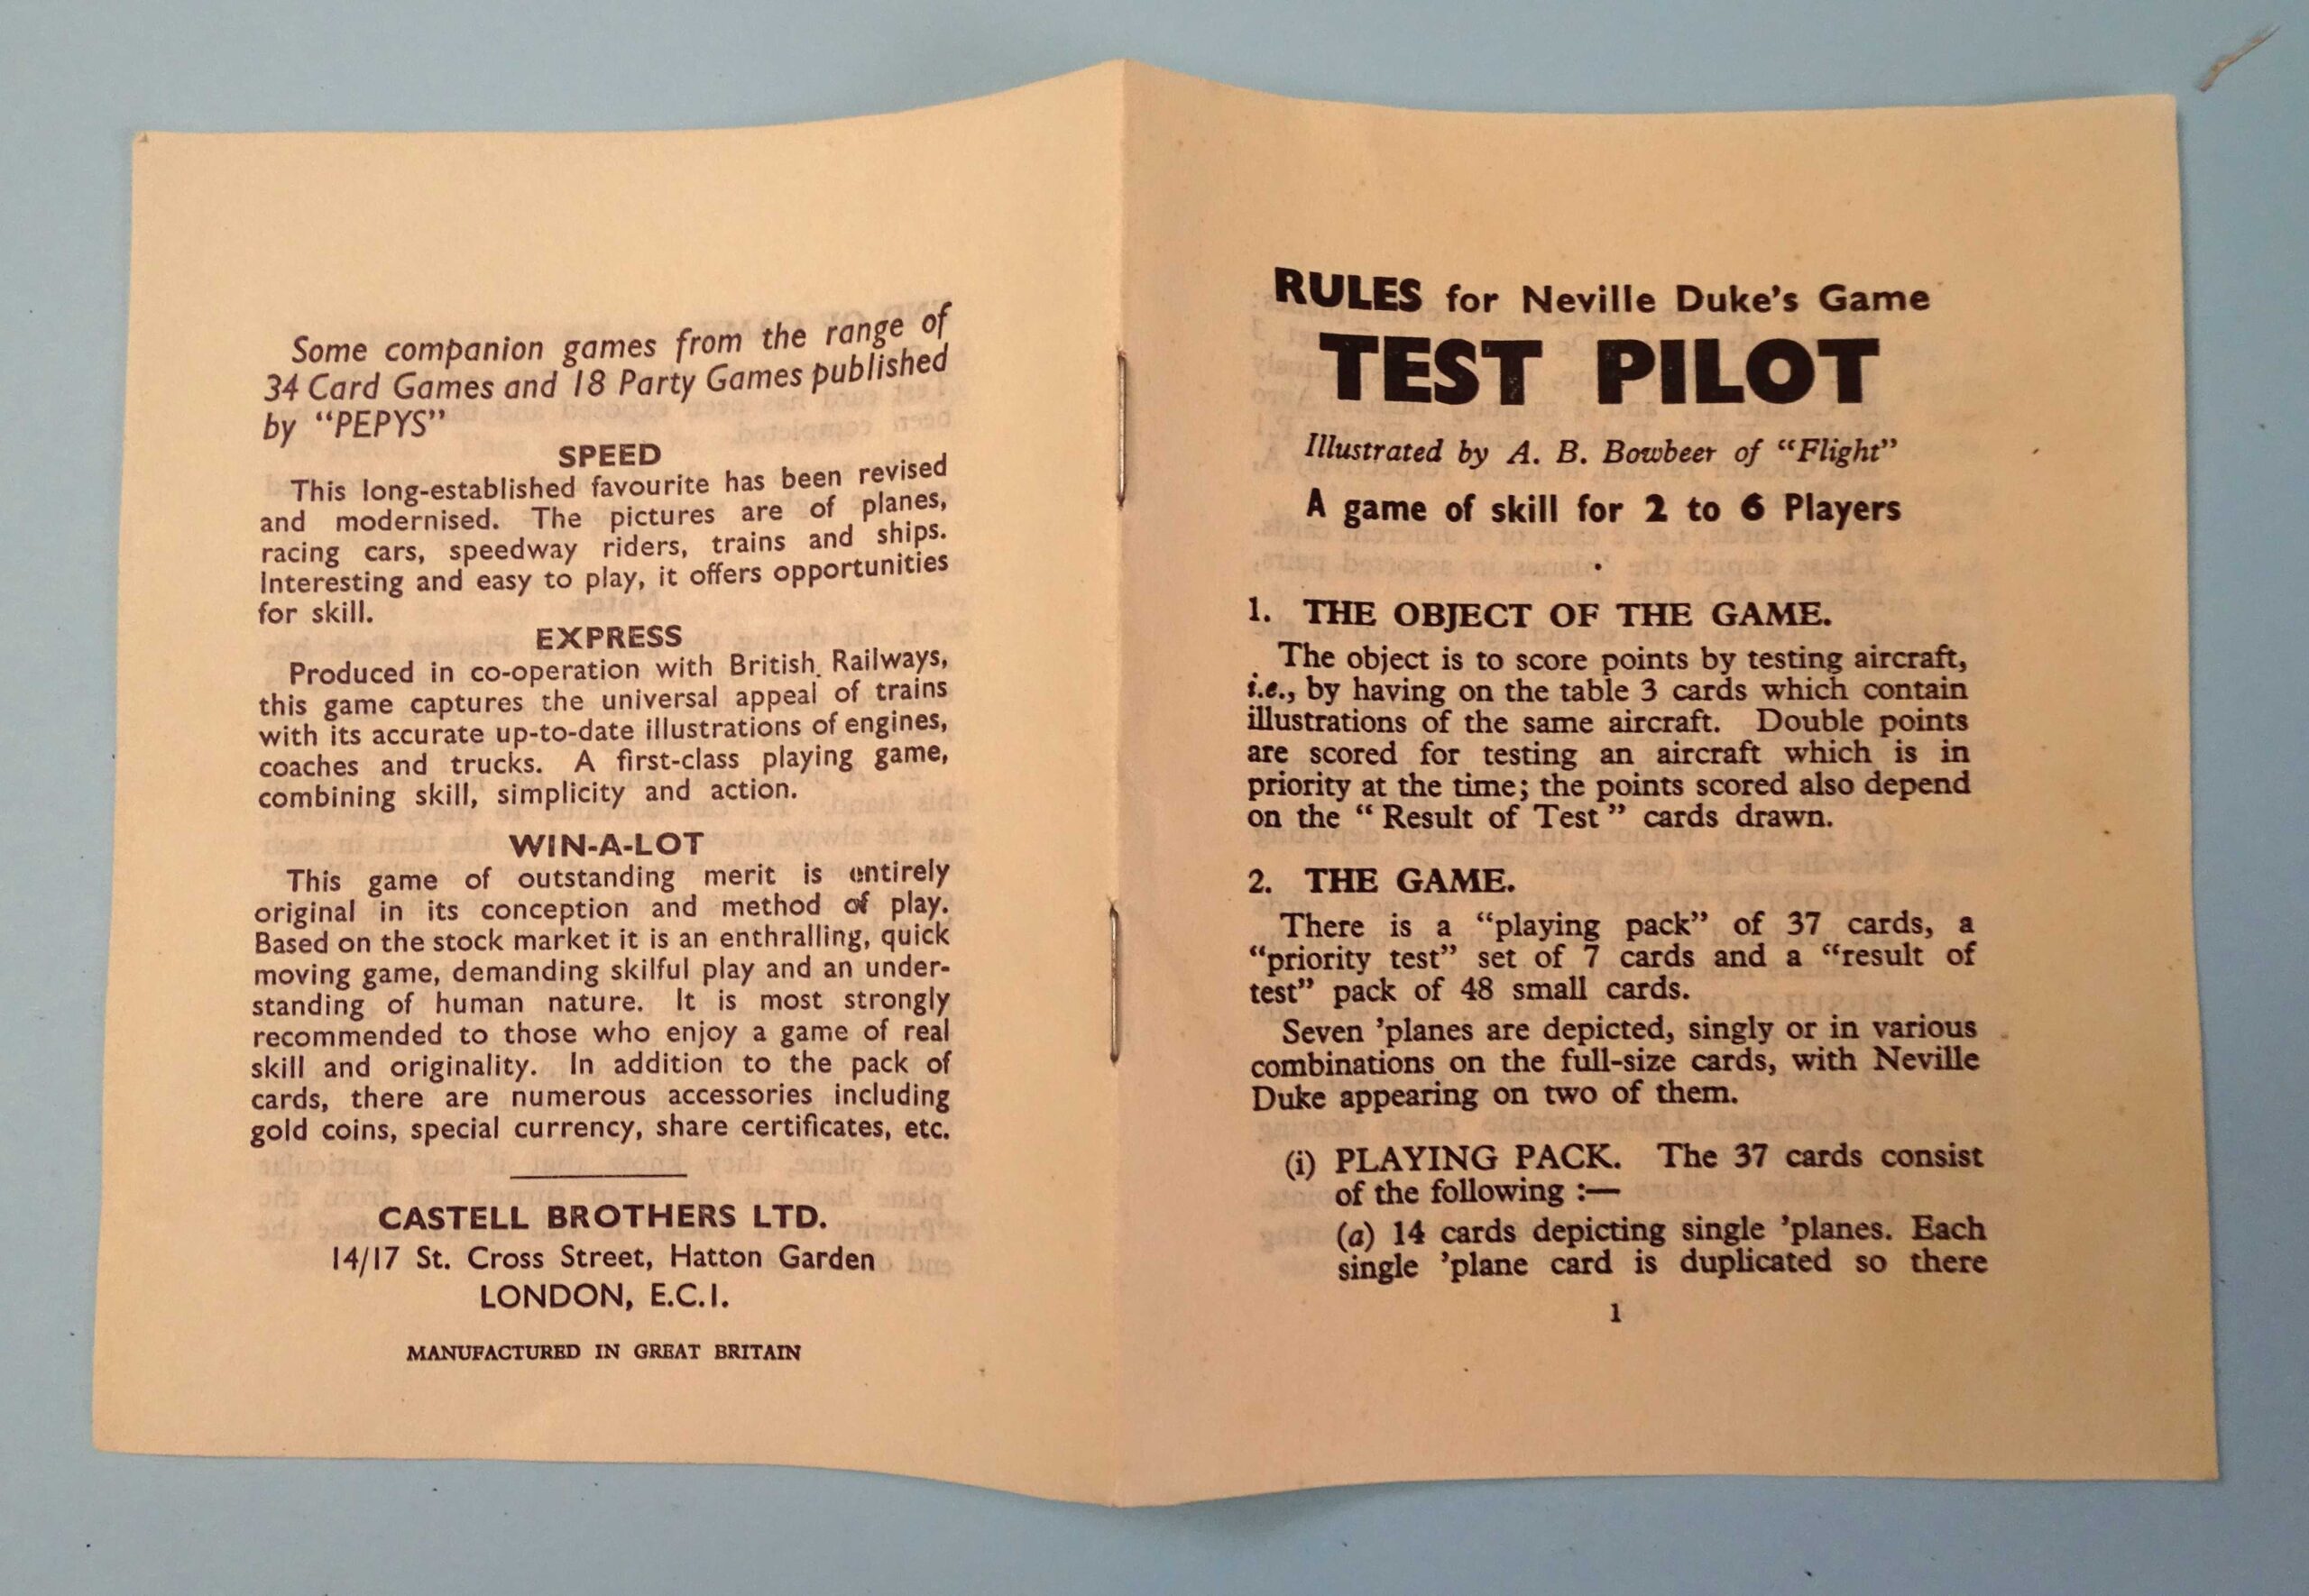 Some companion games from the range of
34 Card Games and 18 Party Games published
by “PEPYS”
SPEED
This long-established favourite has been revised
and modernised. The pictures are of planes,
racing cars, speedway riders, trains and ships.
Interesting and easy to play, it offers opportunities
for skill.
EXPRESS
Produced in co-operation with British Railways,
this game captures the universal appeal of trains
with its accurate up-to-date illustrations of engines,
coaches and trucks. A first-class playing game,
combining skill, simplicity and action.
WIN-A-LOT
This game of outstanding merit is entirely
original in its conception and method of play.
Based on the stock market it is an enthralling, quick
moving game, demanding skilful play and an under-
standing of human nature. It is most strongly
recommended to those who enjoy a game of real
skill and originality. In addition to the pack of
cards, there are numerous accessories including
gold coins, special currency, share certificates, etc.
CASTELL BROTHERS LTD.
14/17 St. Cross Street, Hatton Garden
LONDON, E.C.I.
MANUFACTURED IN GREAT BRITAIN
RULES for Neville Duke’s Game
TEST PILOT
Illustrated by A. B. Bowbeer of “Flight”
A game of skill for 2 to 6 Players
1. THE OBJECT OF THE GAME.
The object is to score points by testing aircraft,
i.e., by having on the table 3 cards which contain
illustrations of the same aircraft. Double points
are scored for testing an aircraft which is in
priority at the time; the points scored also depend
on the “ Result of Test ” cards drawn.
2. THE GAME.
There is a “playing pack” of 37 cards, a
“priority test” set of 7 cards and a “result of
test” pack of 48 small cards.
Seven ’planes are depicted, singly or in various
combinations on the full-size cards, with Neville
Duke appearing on two of them.
(i) PLAYING PACK. The 37 cards consist
of the following :—
(a) 14 cards depicting single ’planes. Each
single ’plane card is duplicated so there
1